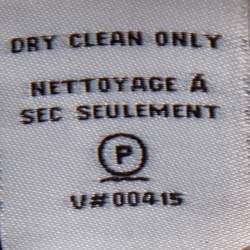 DRY CLEAN ONLY
NETTOYAGE Á
SEC SEULEMENT
P
V#00415